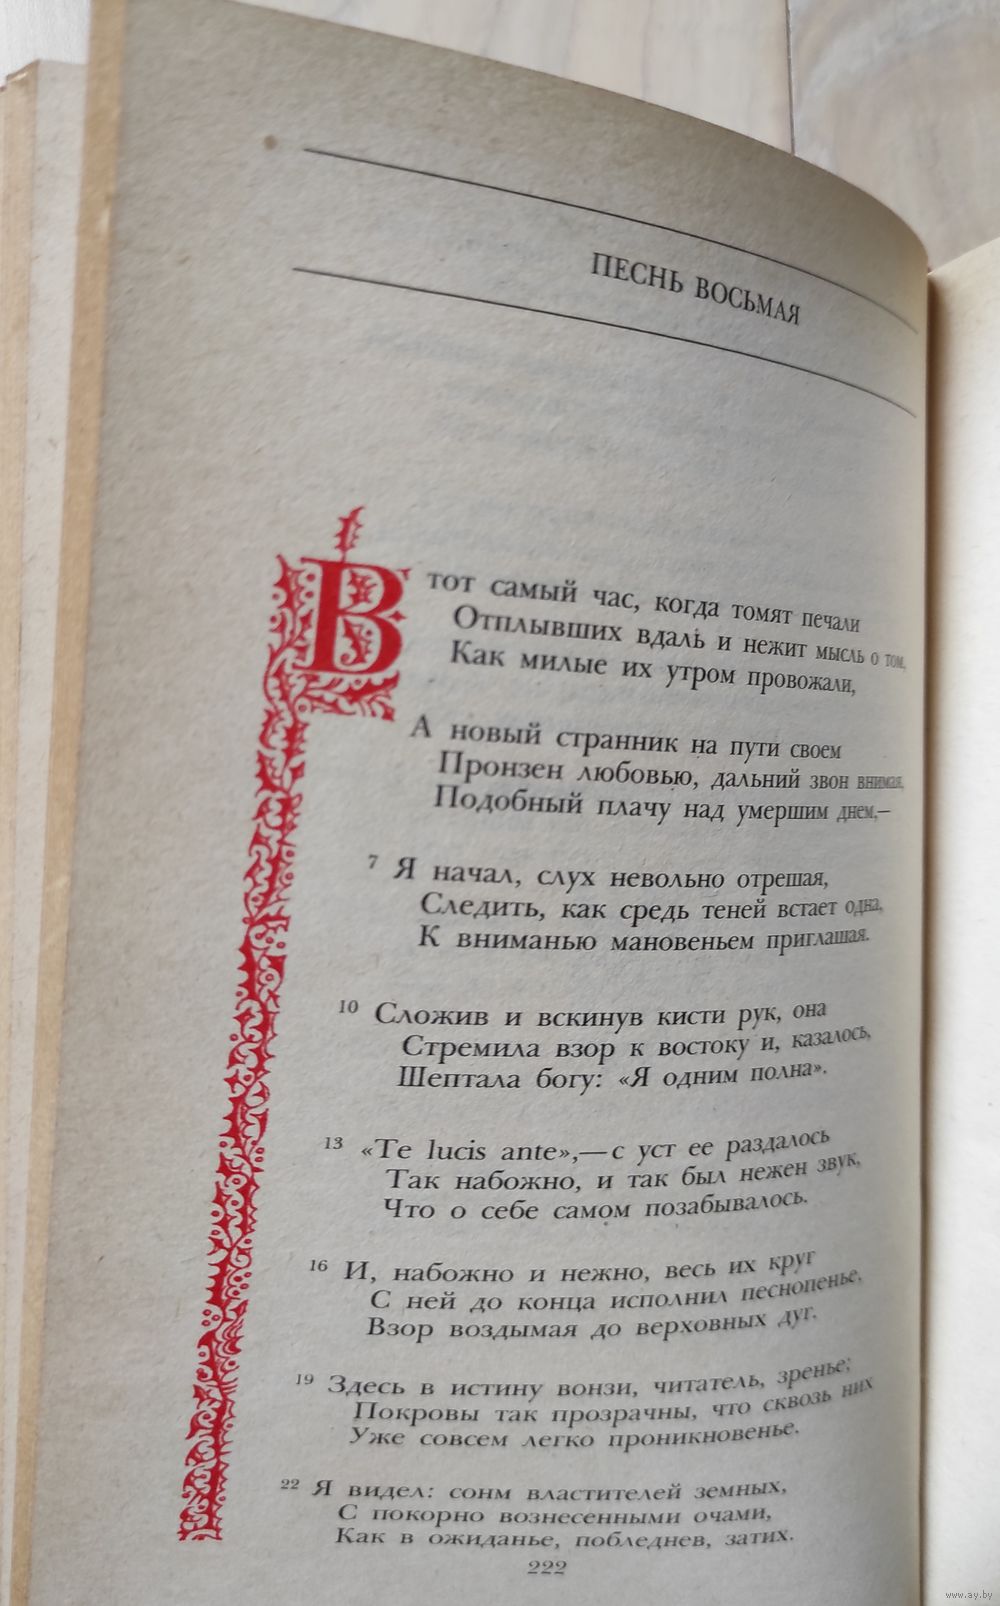 ПЕСНЬ ВОСЬМАЯ
В тот самый час, когда томят печали
Отплывших вдаль и нежит мысль о том,
Как милые их утром провожали,
А новый странник на пути своем
Пронзен любовью, дальний звон внимая,
Подобный плачу над умершим днем,—
7 Я начал, слух невольно отрешая,
Следить, как средь теней встает одна,
К вниманью мановеньем приглашая.
10 Сложив и вскинув кисти рук, она
Стремила взор к востоку и, казалось,
Шептала богу: «Я одним полна».
13 «Te lucis ante»,—с уст ее раздалось
Так набожно, и так был нежен звук,
Что о себе самом позабывалось.
16 И, набожно и нежно, весь их круг
С ней до конца исполнил песнопенье,
Взор воздымая до верховных дуг.
19 Здесь в истину вонзи, читатель, зренье;
Покровы так прозрачны, что сквозь них
Уже совсем легко проникновенье.
22 Я видел: сонм властителей земных,
С покорно вознесенными очами,
Как в ожиданье, побледнев, затих.
222
www.ay.by